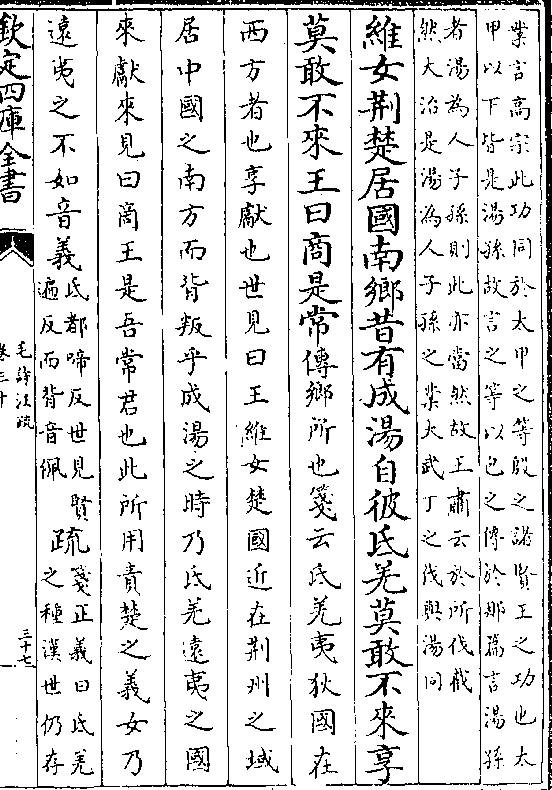 業言高宗此功同於太甲之等殷之諸賢王之功也太
甲以下皆是湯孫故言之等以包之傳於那篇言湯孫
者湯為人子孫則此亦當然故王肅云於所伐截
然大治是湯為人子孫之業大武丁之伐與湯同
維女荆楚居國南鄉昔有成湯自彼氐羌莫敢不來享
莫敢不來王曰商是常傳鄉所也箋云氐羌夷狄國在
西方者也享獻也世見曰王維女楚國近在荆州之域
居中國之南方而背叛乎成湯之時乃氐羌遠夷之國
來獻來見曰商王是吾常君也此所用責楚之義女乃
遠夷之不如音義氐都啼反世見賢遍反而背音佩疏箋正義曰氐羌之種漢世仍存
欽定四庫全書
毛詩注疏
卷三十
三十七